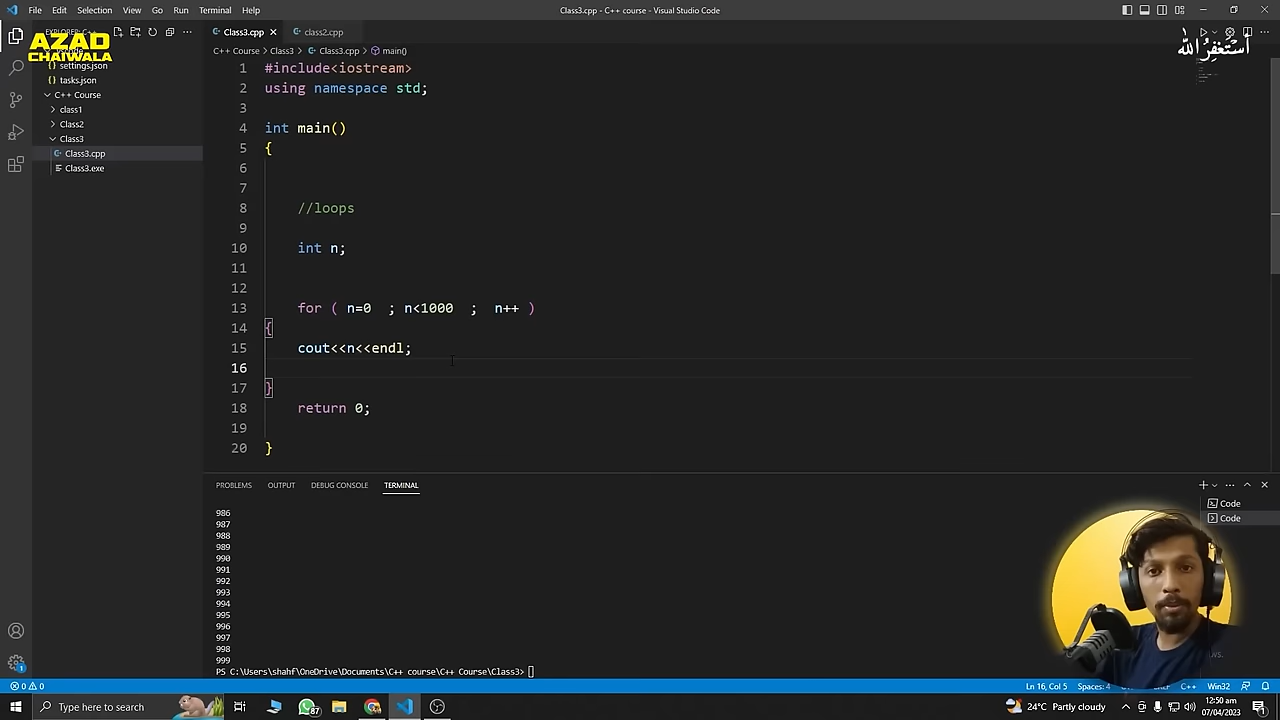 File Edit Selection View Go Run Terminal Help
Class3.cpp - C++ course - Visual Studio Code
AZAD
CHAIWALA
أستغفر الله
Class3.cpp
class2.cpp
C++ Course > Class3 > Class3.cpp > main()
settings.json
tasks.json
C++ Course
class1
Class2
Class3
Class3.cpp
Class3.exe
1 #include<iostream>
2 using namespace std;
3
4 int main()
5 {
6
7
8 //loops
9
10 int n;
11
12
13 for ( n=0 ; n<1000 ; n++ )
14 {
15 cout<<n<<endl;
16
17 }
18 return 0;
19
20 }
PROBLEMS OUTPUT DEBUG CONSOLE TERMINAL
Code
Code
986
987
988
989
990
991
992
993
994
995
996
997
998
999
PS C:\Users\shahf\OneDrive\Documents\C++ course\C++ Course\Class3>
0 0
Ln 16, Col 5 Spaces: 4 C++ Win32
Type here to search
87
24°C Partly cloudy
12:50 am
07/04/2023